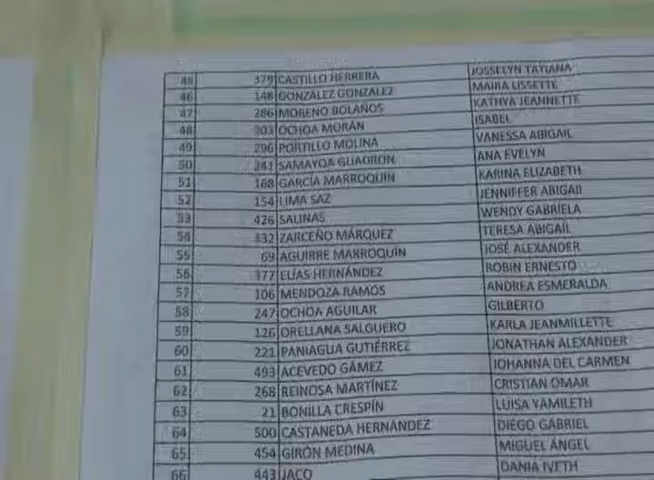 45 379 CASTILLO HERRERA JOSSELYN TATIANA
46 148 GONZÁLEZ GONZÁLEZ MAIRA LISSETTE
47 286 MORENO BOLAÑOS KATHYA JEANNETTE
48 303 OCHOA MORÁN ISABEL
49 296 PORTILLO MOLINA VANESSA ABIGAIL
50 241 SAMAYOA GUADRON ANA EVELYN
51 168 GARCÍA MARROQUÍN KARINA ELIZABETH
52 154 LIMA SAZ JENNIFFER ABIGAIL
53 426 SALINAS WENDY GABRIELA
54 332 ZARCEÑO MÁRQUEZ TERESA ABIGAIL
55 69 AGUIRRE MARROQUÍN JOSÉ ALEXANDER
56 377 ELÍAS HERNÁNDEZ ROBIN ERNESTO
57 106 MENDOZA RAMOS ANDREA ESMERALDA
58 247 OCHOA AGUILAR GILBERTO
59 126 ORELLANA SALGUERO KARLA JEANMILLETTE
60 221 PANIAGUA GUTIÉRREZ JONATHAN ALEXANDER
61 493 ACEVEDO GÁMEZ JOHANNA DEL CARMEN
62 268 REINOSA MARTÍNEZ CRISTIAN OMAR
63 21 BONILLA CRESPÍN LUISA YAMILETH
64 500 CASTANEDA HERNÁNDEZ DIEGO GABRIEL
65 454 GIRÓN MEDINA MIGUEL ÁNGEL
66 443 JACO DANIA IVETH